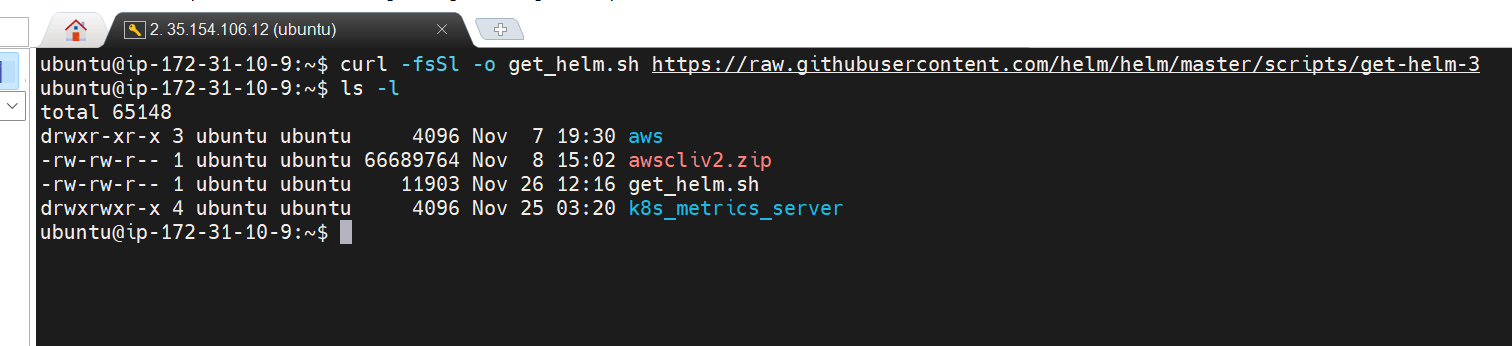 2. 35.154.106.12 (ubuntu)
ubuntu@ip-172-31-10-9:~$ curl -fsSl -o get_helm.sh https://raw.githubusercontent.com/helm/helm/master/scripts/get-helm-3
ubuntu@ip-172-31-10-9:~$ ls -l
total 65148
drwxr-xr-x 3 ubuntu ubuntu     4096 Nov  7 19:30 aws
-rw-rw-r-- 1 ubuntu ubuntu 66689764 Nov  8 15:02 awscliv2.zip
-rw-rw-r-- 1 ubuntu ubuntu    11903 Nov 26 12:16 get_helm.sh
drwxrwxr-x 4 ubuntu ubuntu     4096 Nov 25 03:20 k8s_metrics_server
ubuntu@ip-172-31-10-9:~$